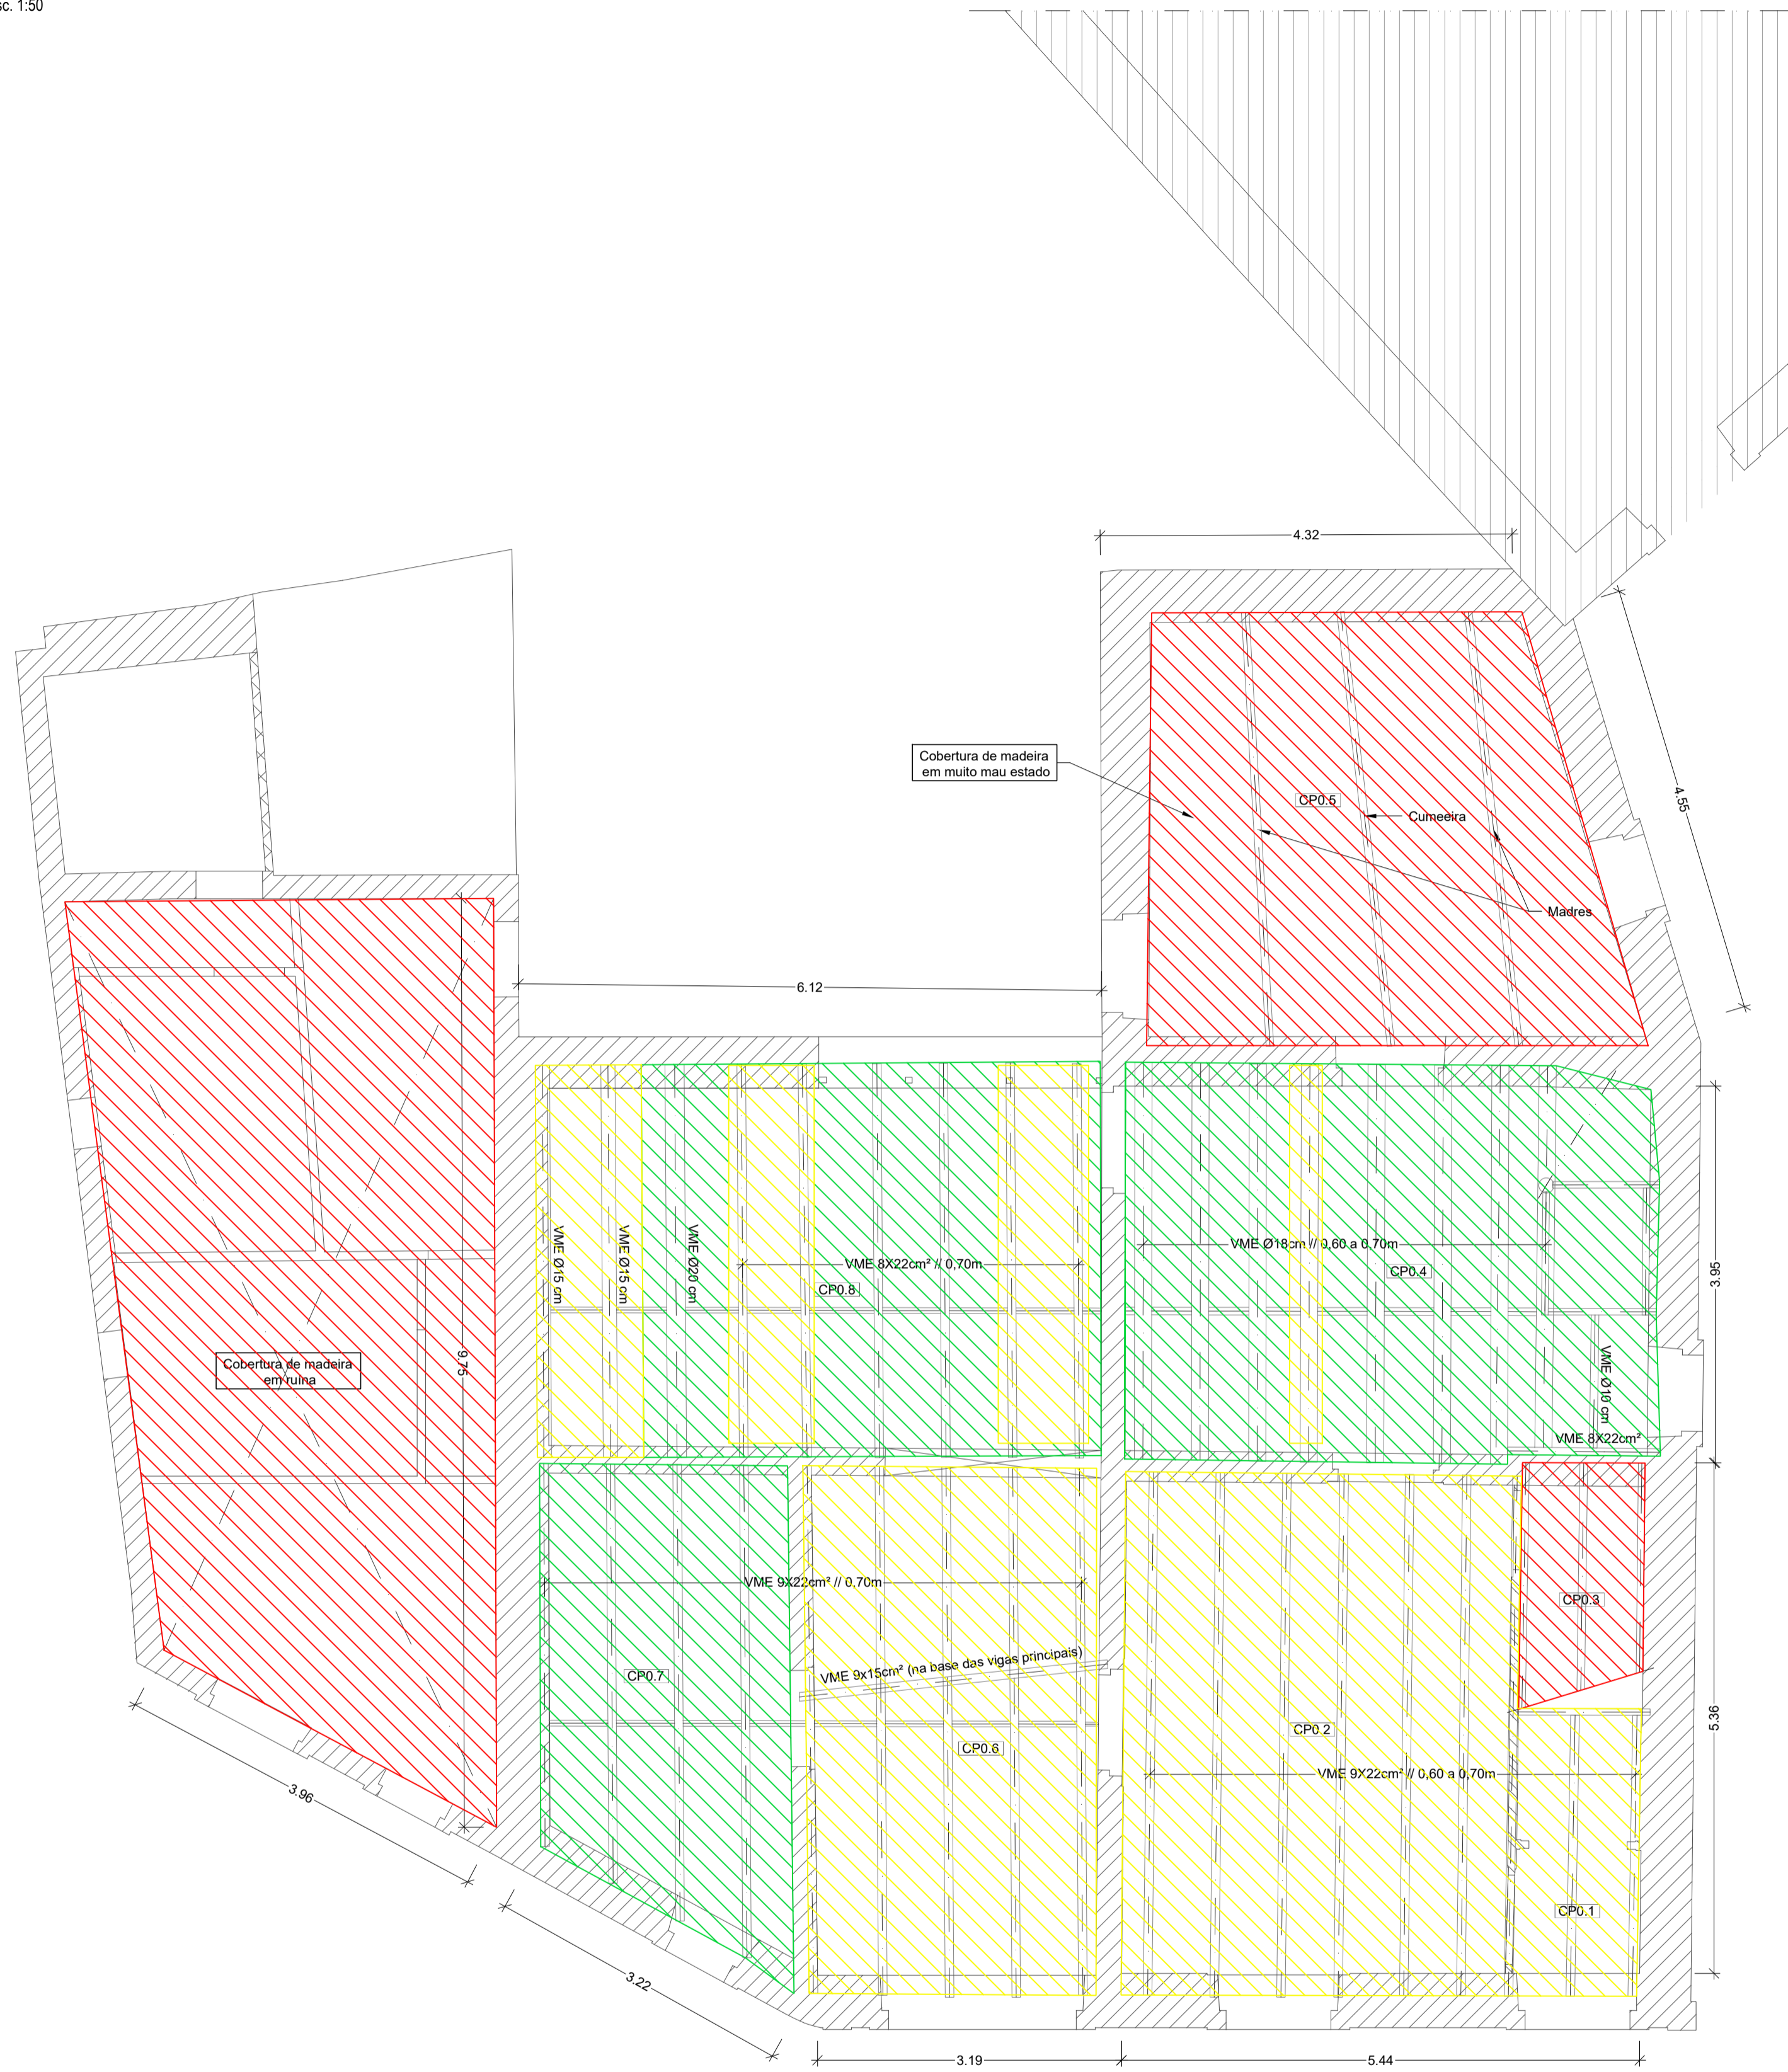 sc. 1:50
4.32
4.55
Cobertura de madeira
em muito mau estado
CP0.5
Cumeeira
Madres
6.12
3.95
VME Ø15 cm
VME Ø15 cm
VME Ø20 cm
VME 8X22cm² // 0,70m
CP0.8
VME Ø18cm // 0,60 a 0,70m
CP0.4
VME Ø10 cm
VME 8X22cm²
Cobertura de madeira
em ruína
9.75
VME 9X22cm² // 0,70m
CP0.3
VME 9x15cm² (na base das vigas principais)
CP0.7
CP0.6
CP0.2
VME 9X22cm² // 0,60 a 0,70m
5.36
CP0.1
3.96
3.22
3.19
5.44